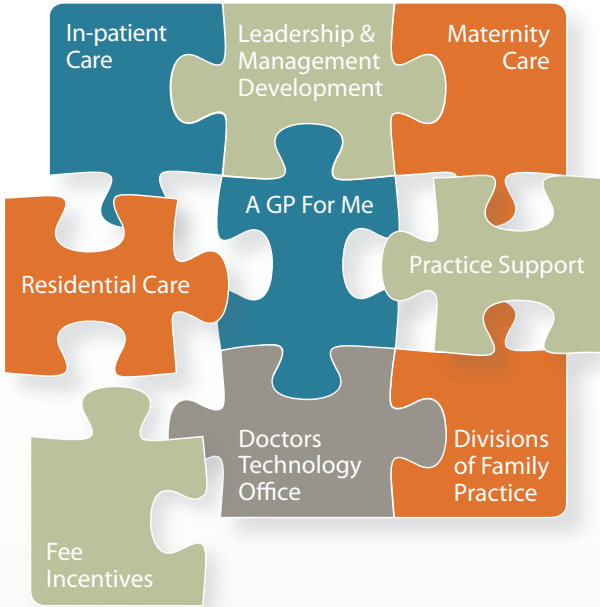 In-patient
Care
Leadership &
Management
Development
Maternity
Care
A GP For Me
Residential Care
Practice Support
Doctors
Technology
Office
Divisions
of Family
Practice
Fee
Incentives